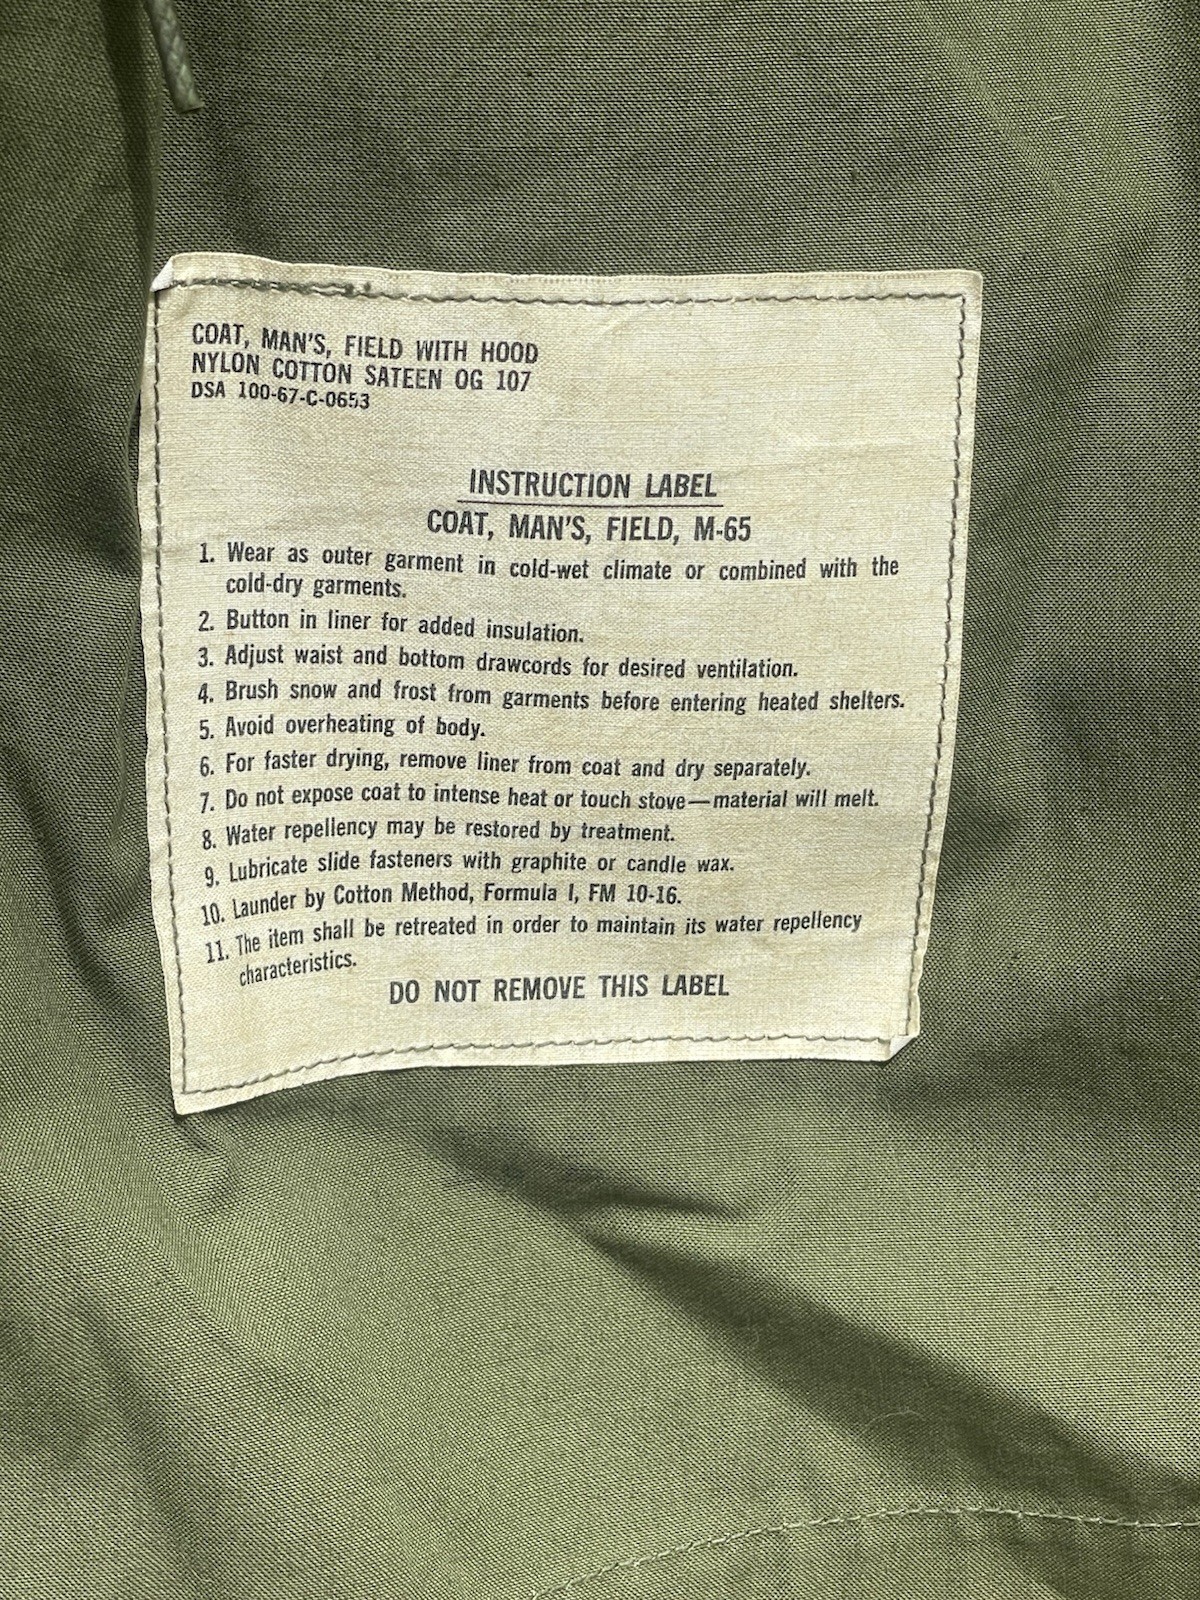 COAT, MAN'S, FIELD WITH HOOD
NYLON COTTON SATEEN OG 107
DSA 100-67-C-0653
INSTRUCTION LABEL
COAT, MAN'S, FIELD, M-65
1. Wear as outer garment in cold-wet climate or combined with the
cold-dry garments.
2. Button in liner for added insulation.
3. Adjust waist and bottom drawcords for desired ventilation.
4. Brush snow and frost from garments before entering heated shelters.
5. Avoid overheating of body.
6. For faster drying, remove liner from coat and dry separately.
7. Do not expose coat to intense heat or touch stove—material will melt.
8. Water repellency may be restored by treatment.
9. Lubricate slide fasteners with graphite or candle wax.
10. Launder by Cotton Method, Formula I, FM 10-16.
11. The item shall be retreated in order to maintain its water repellency
characteristics.
DO NOT REMOVE THIS LABEL